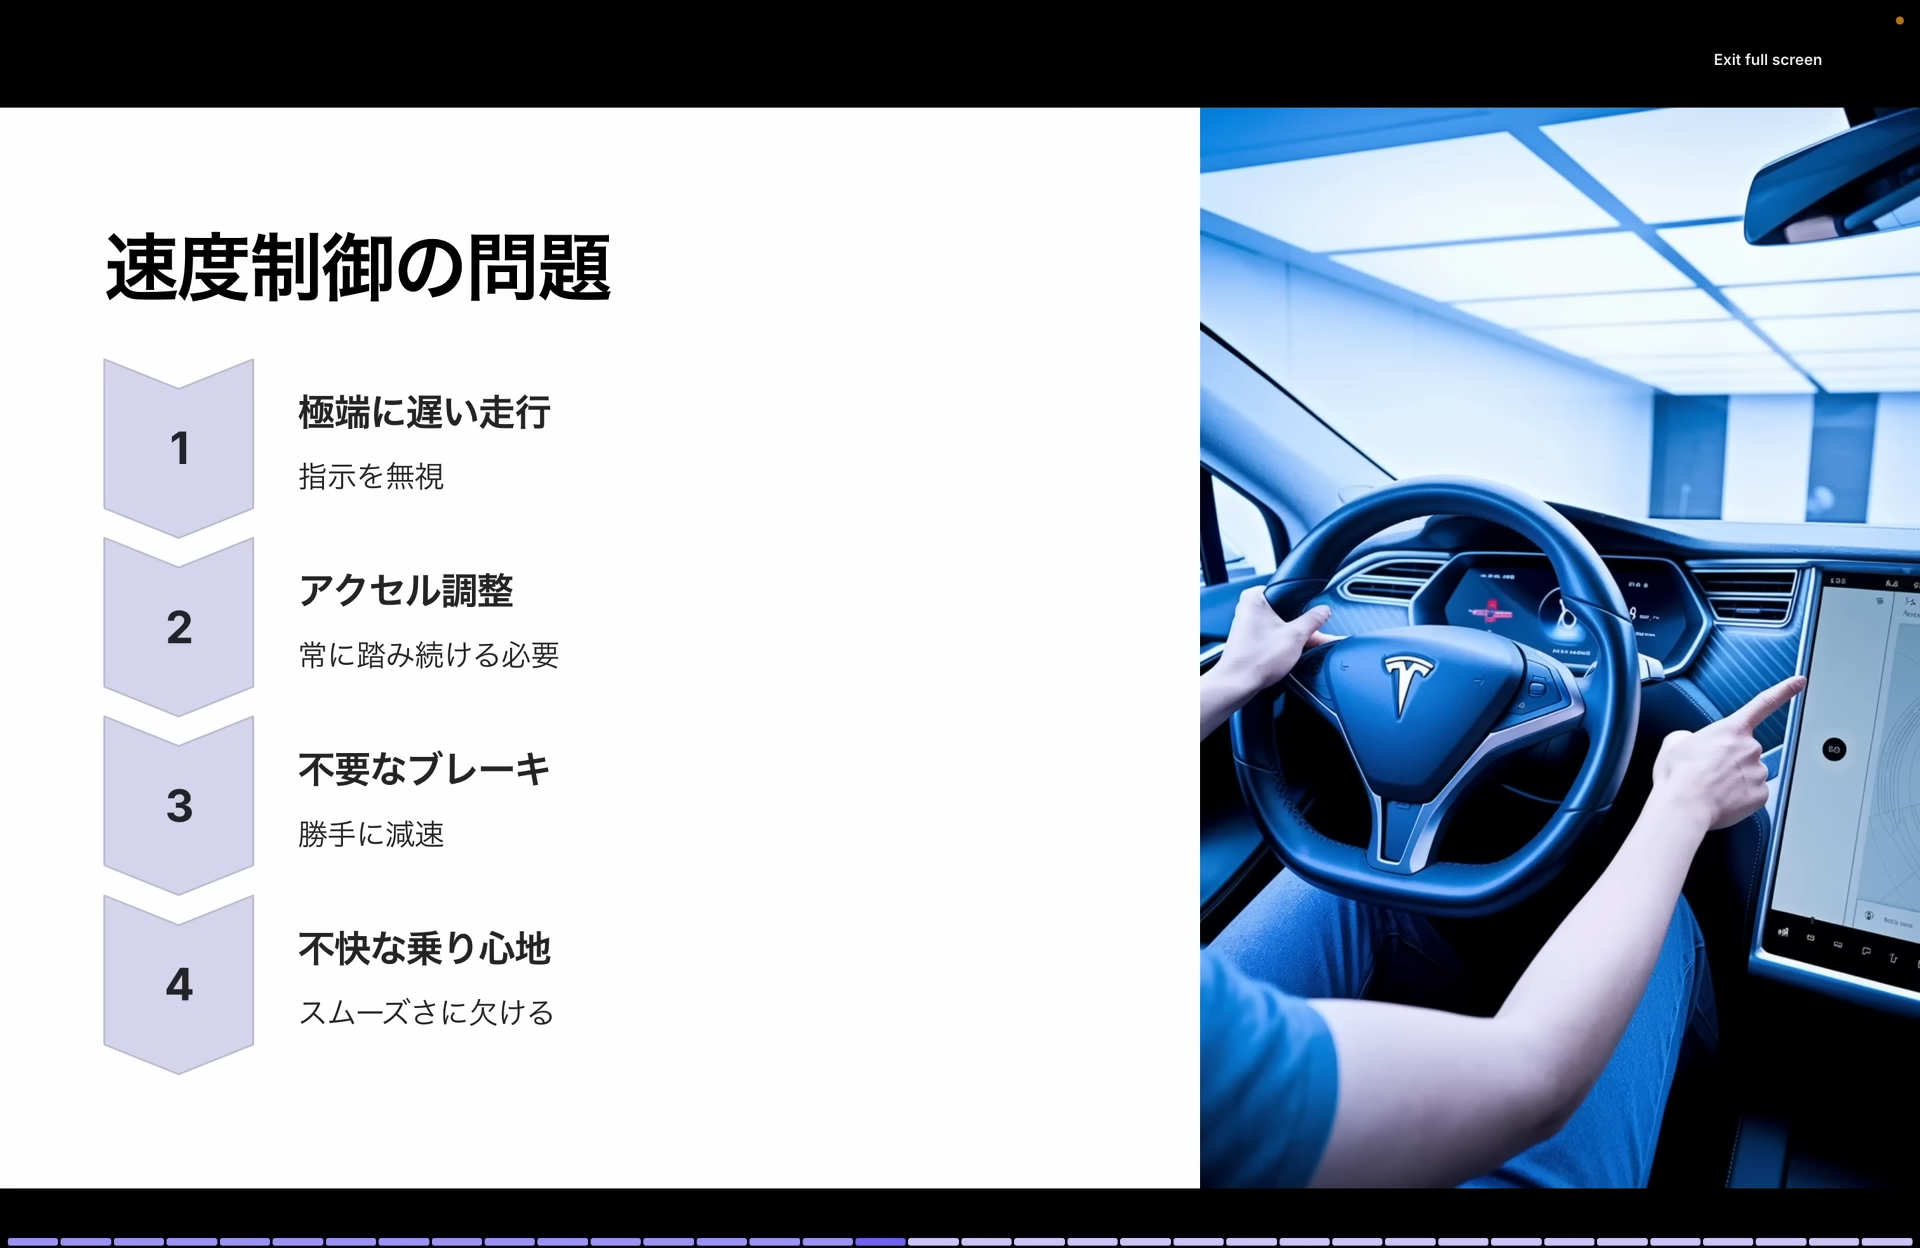 Exit full screen
速度制御の問題
1
極端に遅い走行
指示を無視
2
アクセル調整
常に踏み続ける必要
3
不要なブレーキ
勝手に減速
4
不快な乗り心地
スムーズさに欠ける